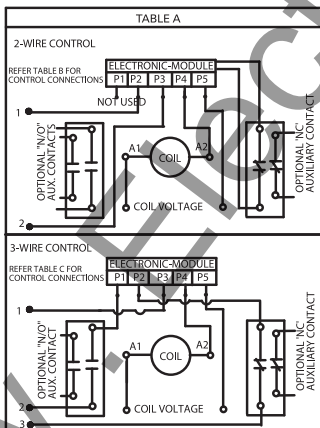 TABLE A
2-WIRE CONTROL
ELECTRONIC-MODULE
REFER TABLE B FOR
CONTROL CONNECTIONS
P1 P2 P3 P4 P5
NOT USED
1
OPTIONAL "N/O"
AUX. CONTACTS
A1
COIL
A2
OPTIONAL "NC"
AUXILIARY CONTACT
COIL VOLTAGE
2
3-WIRE CONTROL
ELECTRONIC-MODULE
REFER TABLE C FOR
CONTROL CONNECTIONS
P1 P2 P3 P4 P5
1
OPTIONAL "N/O"
AUX. CONTACT
A1
COIL
A2
OPTIONAL "NC"
AUXILIARY CONTACT
2
COIL VOLTAGE
3